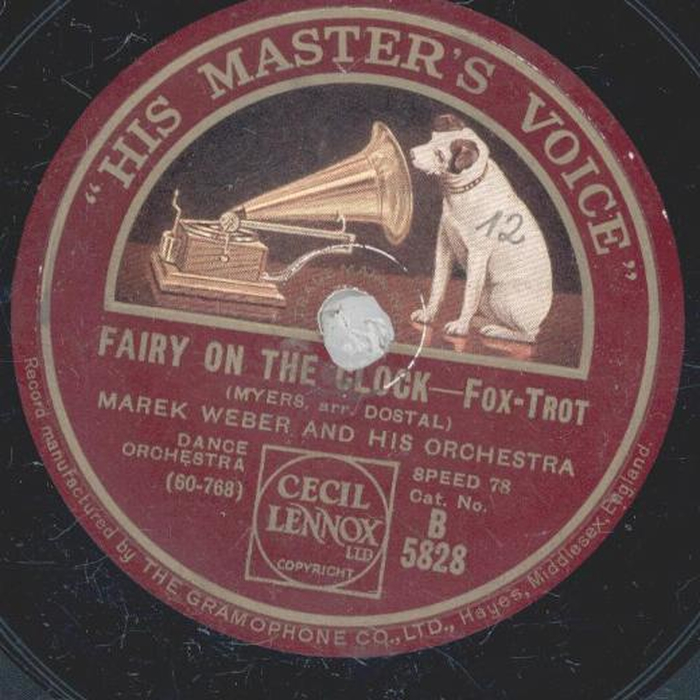 "HIS MASTER'S VOICE"
12
FAIRY ON THE CLOCK—FOX-TROT
(MYERS, arr. DOSTAL)
MAREK WEBER AND HIS ORCHESTRA
DANCE
ORCHESTRA
(60-768)
CECIL
LENNOX
LTD
COPYRIGHT
SPEED 78
Cat. No.
B
5828
Record manufactured by THE GRAMOPHONE CO., LTD., Hayes, Middlesex, England.